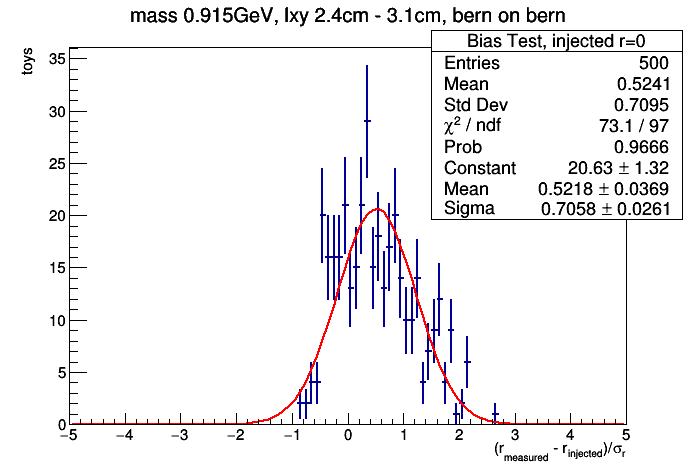 mass 0.915GeV, lxy 2.4cm - 3.1cm, bern on bern
Bias Test, injected r=0
Entries 500
Mean 0.5241
Std Dev 0.7095
χ² / ndf 73.1 / 97
Prob 0.9666
Constant 20.63 ± 1.32
Mean 0.5218 ± 0.0369
Sigma 0.7058 ± 0.0261
toys
35
30
25
20
15
10
5
0
−5 −4 −3 −2 −1 0 1 2 3 4 5
(r_measured - r_injected)/σ_r